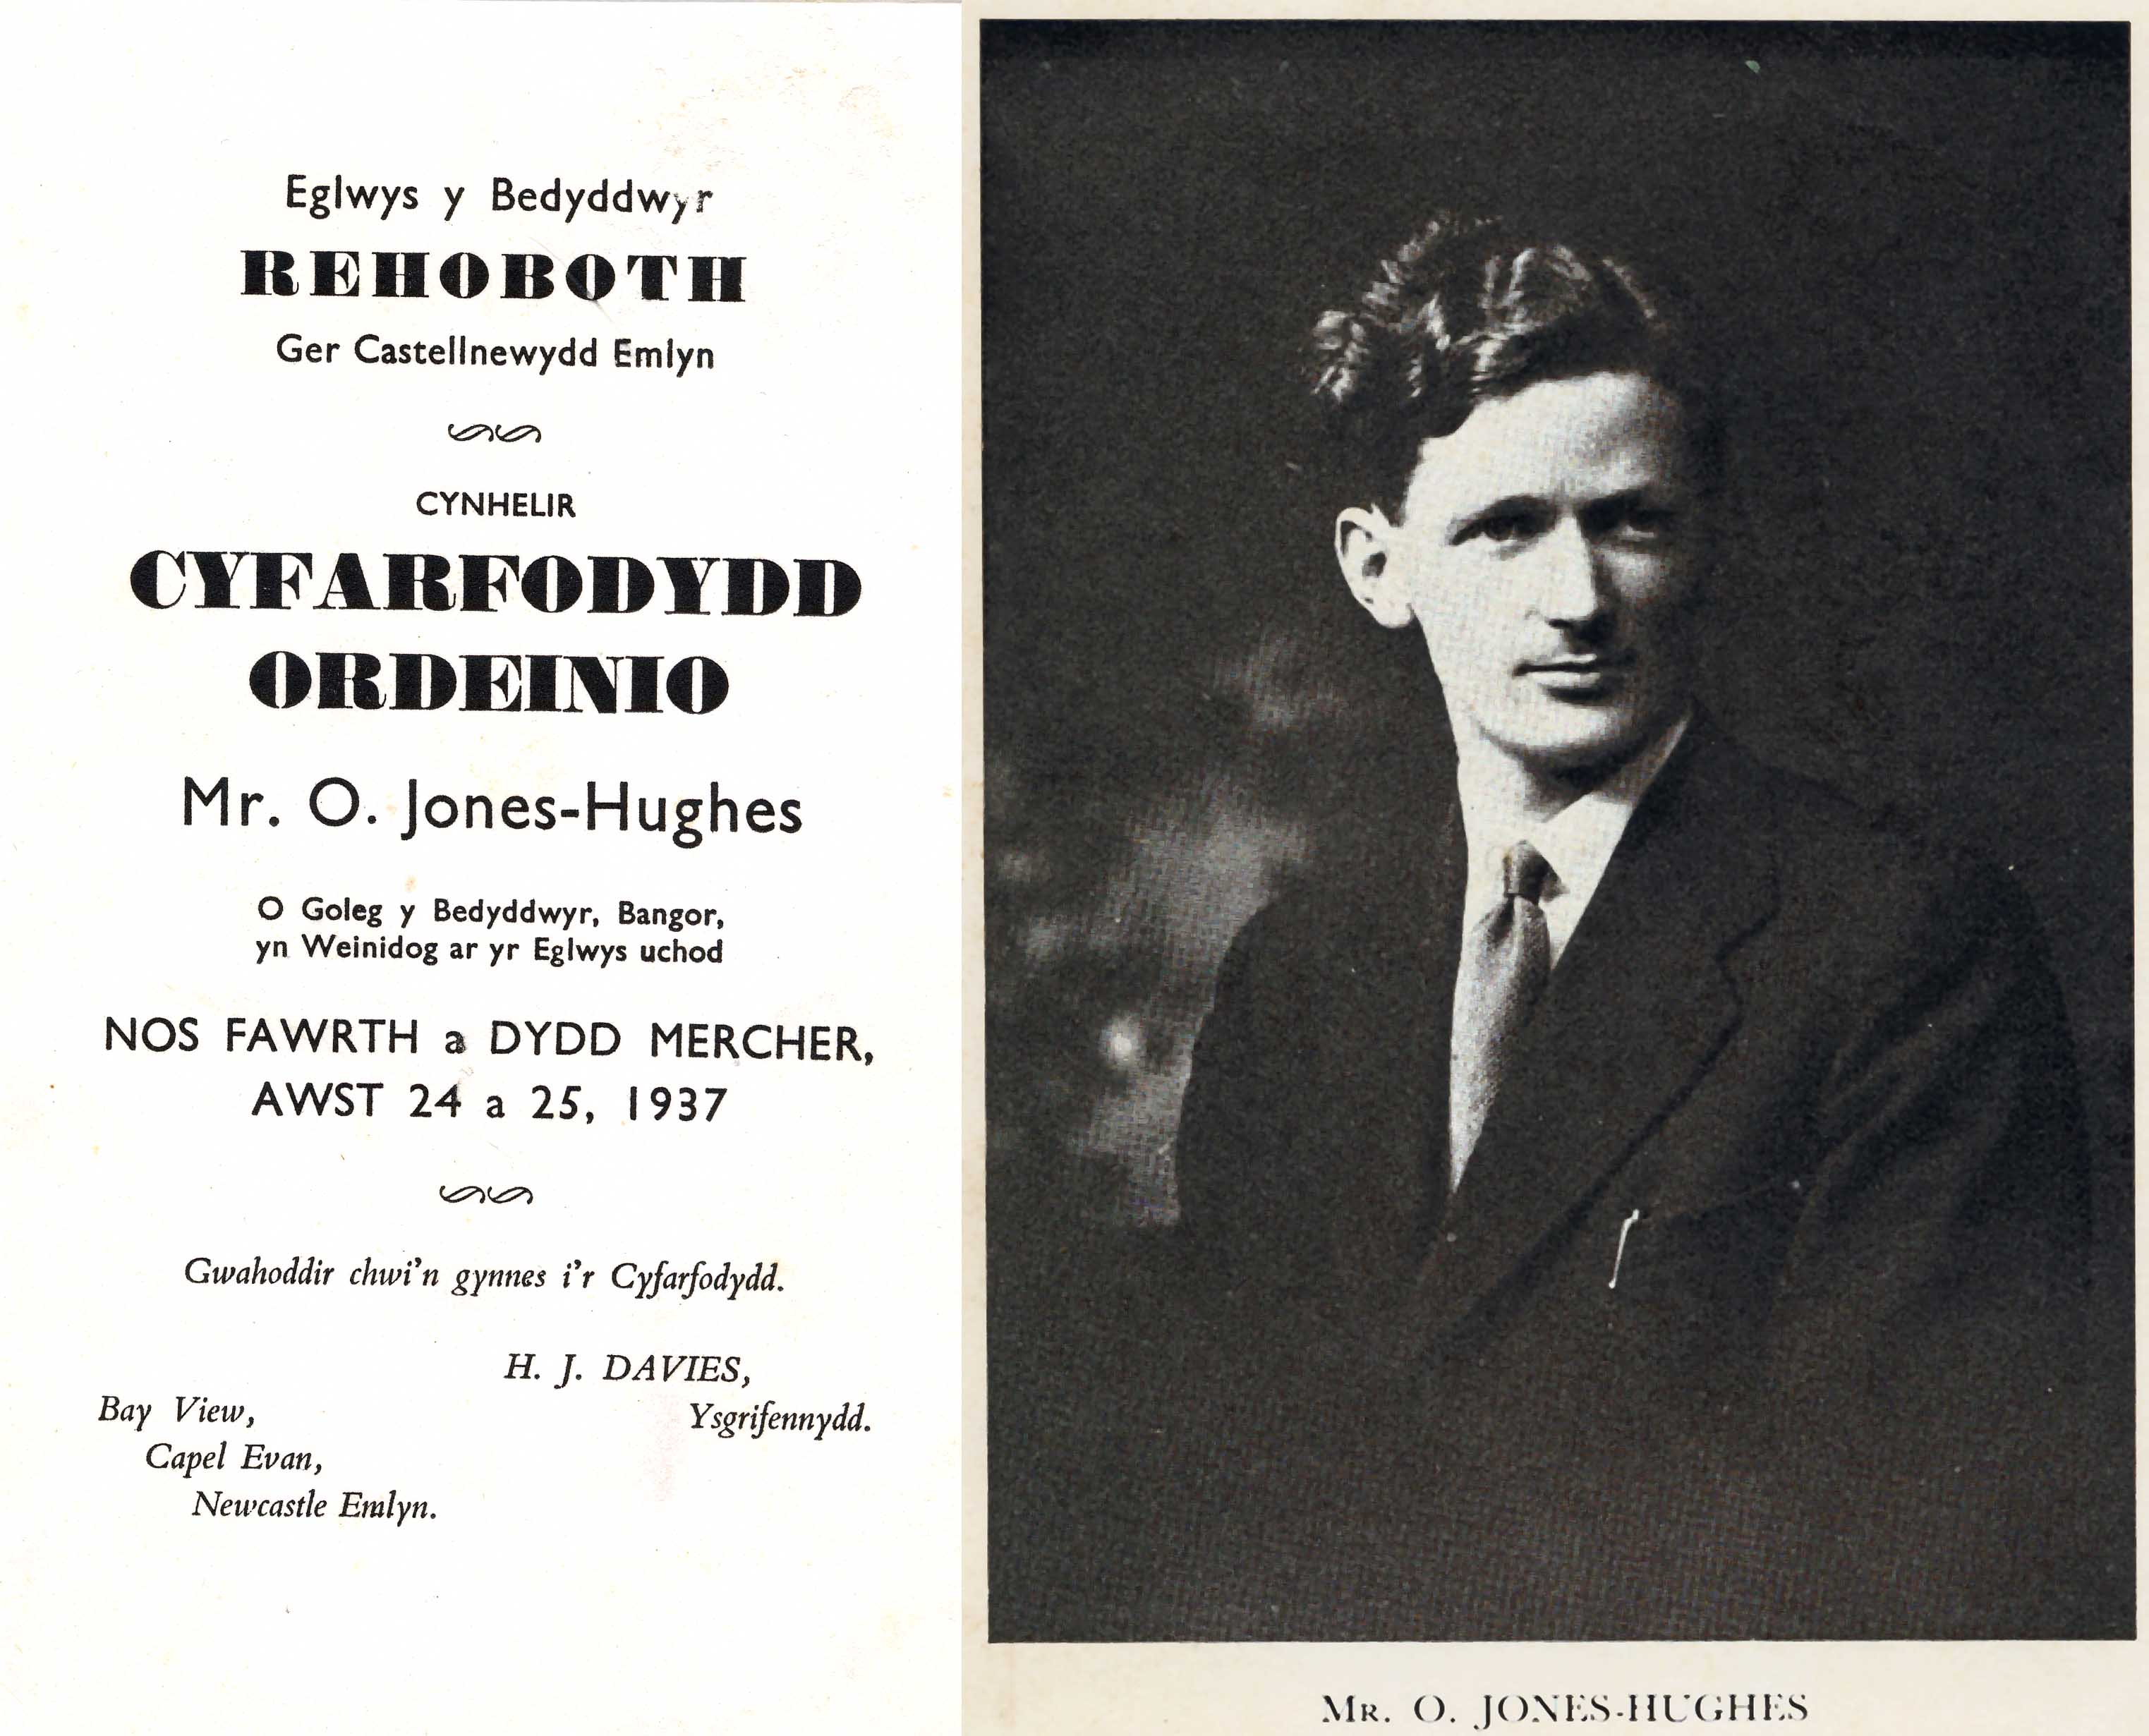 Eglwys y Bedyddwyr
REHOBOTH
Ger Castellnewydd Emlyn
CYNHELIR
CYFARFODYDD
ORDEINIO
Mr. O. Jones-Hughes
O Goleg y Bedyddwyr, Bangor,
yn Weinidog ar yr Eglwys uchod
NOS FAWRTH a DYDD MERCHER,
AWST 24 a 25, 1937
Gwahoddir chwi'n gynnes i'r Cyfarfodydd.
H. J. DAVIES,
Ysgrifennydd.
Bay View,
Capel Evan,
Newcastle Emlyn.
MR. O. JONES-HUGHES